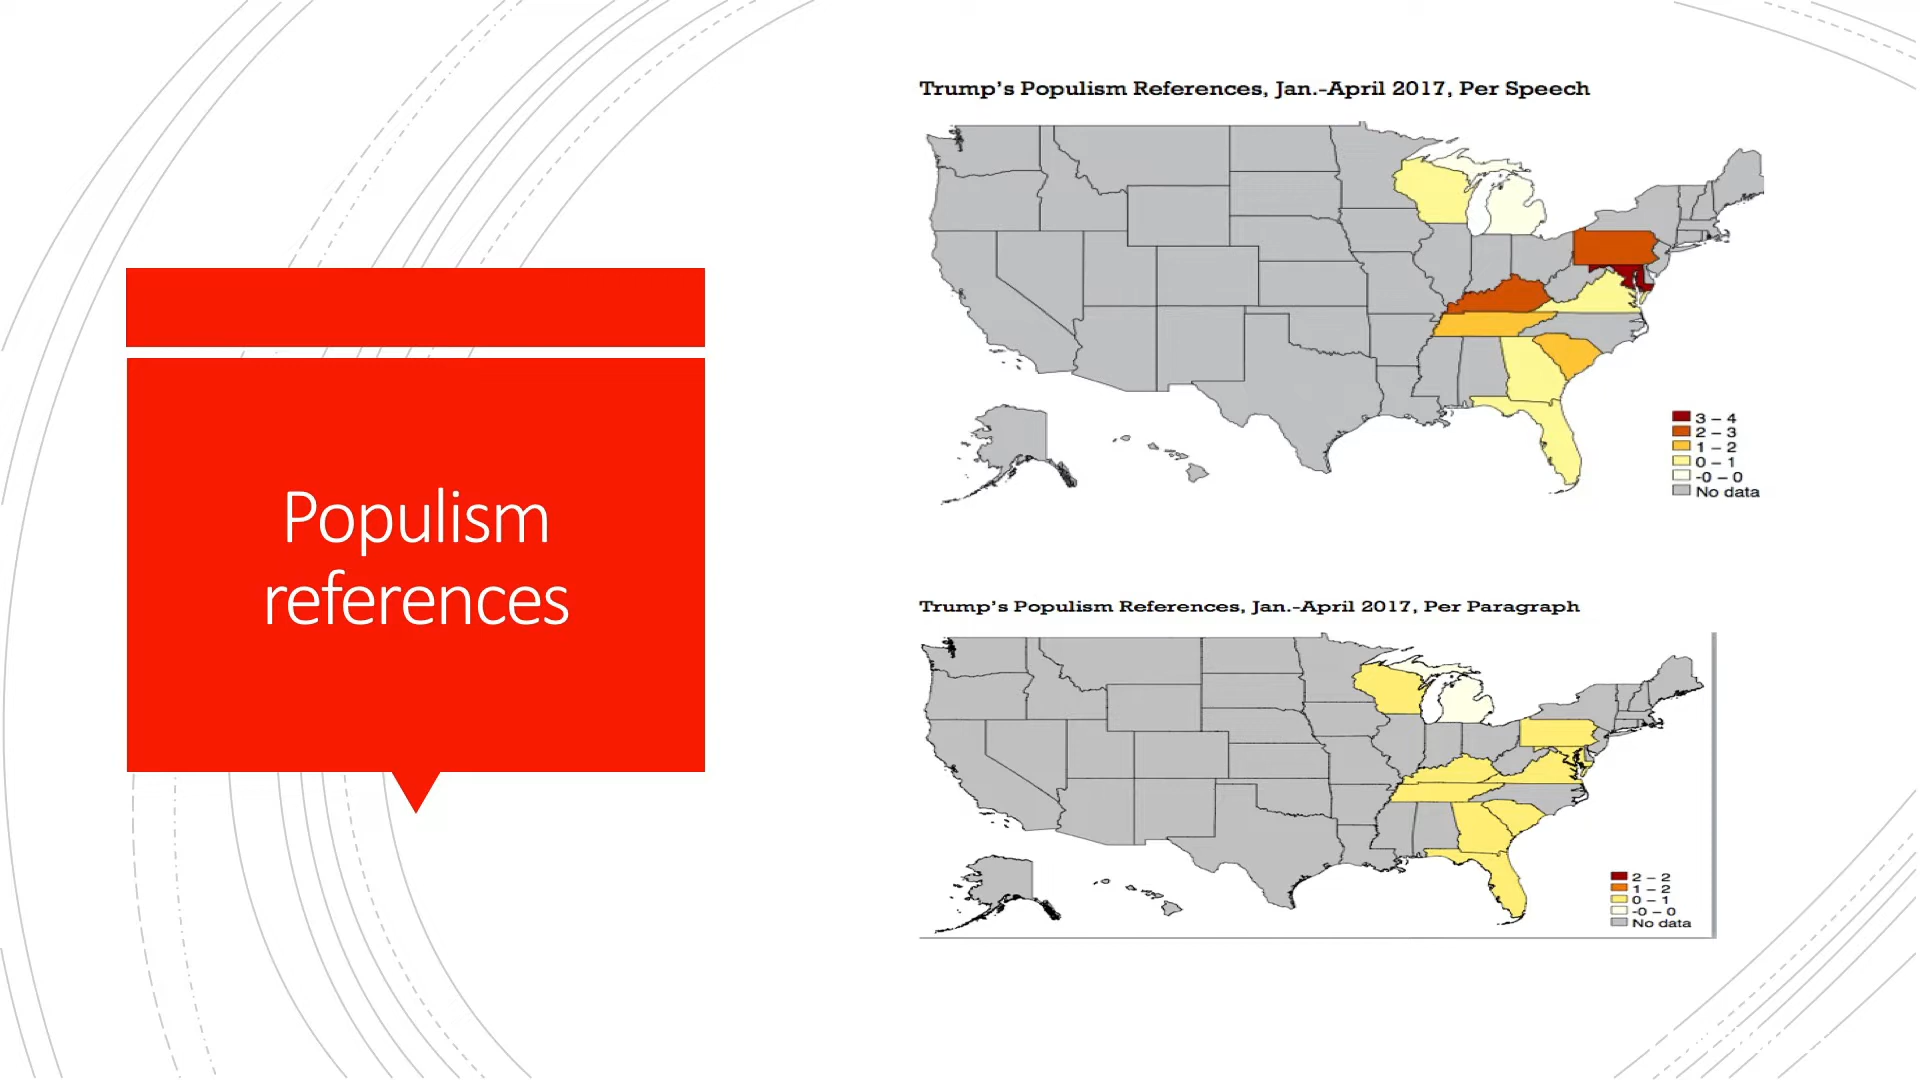 Populism
references
Trump's Populism References, Jan.-April 2017, Per Speech
3 – 4
2 – 3
1 – 2
0 – 1
-0 – 0
No data
Trump's Populism References, Jan.-April 2017, Per Paragraph
2 – 2
1 – 2
0 – 1
-0 – 0
No data